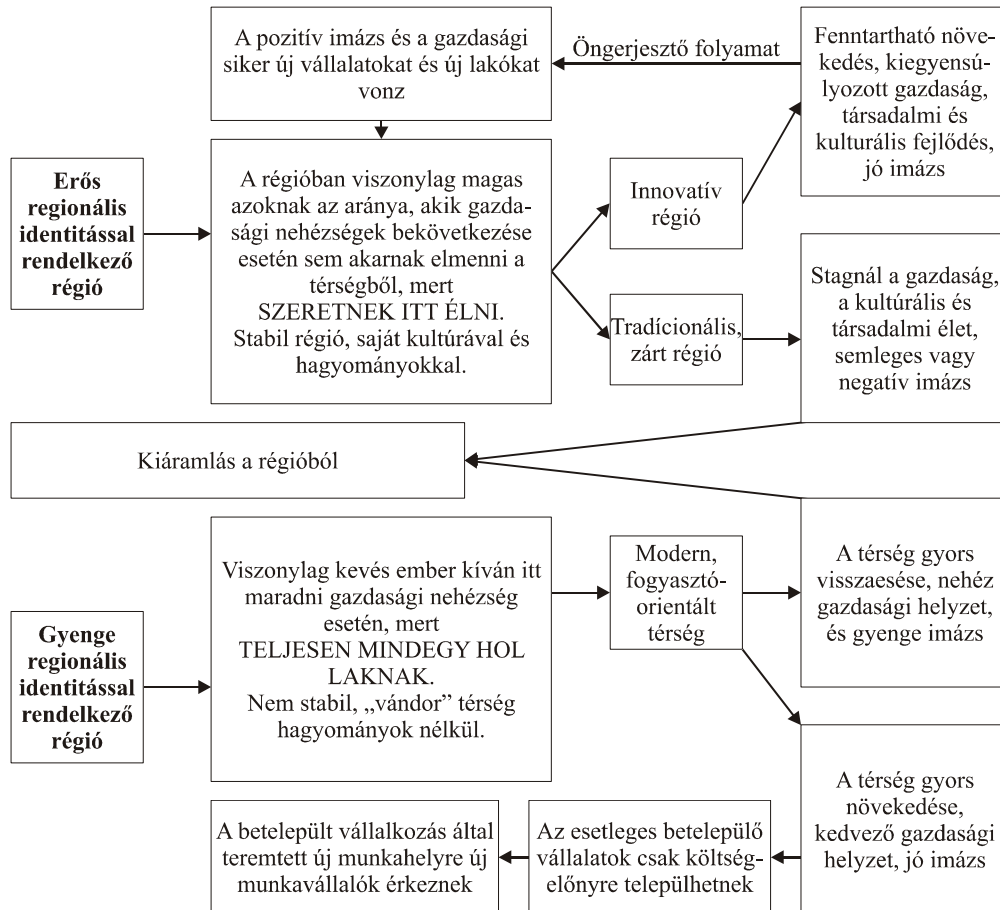 A pozitív imázs és a gazdasági
siker új vállalatokat és új lakókat
vonz
Öngerjesztő folyamat
Fenntartható növe-
kedés, kiegyensú-
lyozott gazdaság,
társadalmi és
kulturális fejlődés,
jó imázs
Erős
regionális
identitással
rendelkező
régió
A régióban viszonylag magas
azoknak az aránya, akik gazda-
sági nehézségek bekövetkezése
esetén sem akarnak elmenni a
térségből, mert
SZERETNEK ITT ÉLNI.
Stabil régió, saját kultúrával és
hagyományokkal.
Innovatív
régió
Tradícionális,
zárt régió
Stagnál a gazdaság,
a kultúrális és
társadalmi élet,
semleges vagy
negatív imázs
Kiáramlás a régióból
Gyenge
regionális
identitással
rendelkező
régió
Viszonylag kevés ember kíván itt
maradni gazdasági nehézség
esetén, mert
TELJESEN MINDEGY HOL
LAKNAK.
Nem stabil, „vándor” térség
hagyományok nélkül.
Modern,
fogyasztó-
orientált
térség
A térség gyors
visszaesése, nehéz
gazdasági helyzet,
és gyenge imázs
A térség gyors
növekedése,
kedvező gazdasági
helyzet, jó imázs
Az esetleges betelepülő
vállalatok csak költség-
előnyre települhetnek
A betelepült vállalkozás által
teremtett új munkahelyre új
munkavállalók érkeznek